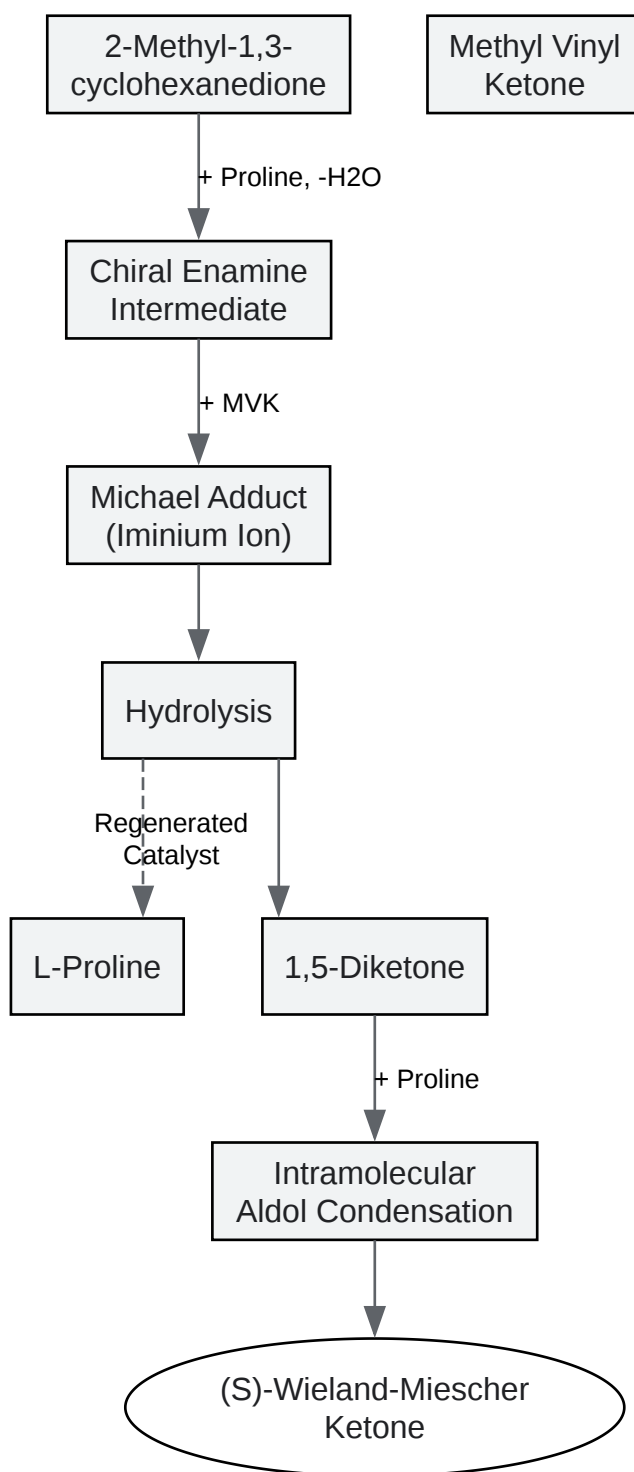 2-Methyl-1,3-
cyclohexanedione
Methyl Vinyl
Ketone
+ Proline, -H2O
Chiral Enamine
Intermediate
+ MVK
Michael Adduct
(Iminium Ion)
Hydrolysis
Regenerated
Catalyst
L-Proline
1,5-Diketone
+ Proline
Intramolecular
Aldol Condensation
(S)-Wieland-Miescher
Ketone